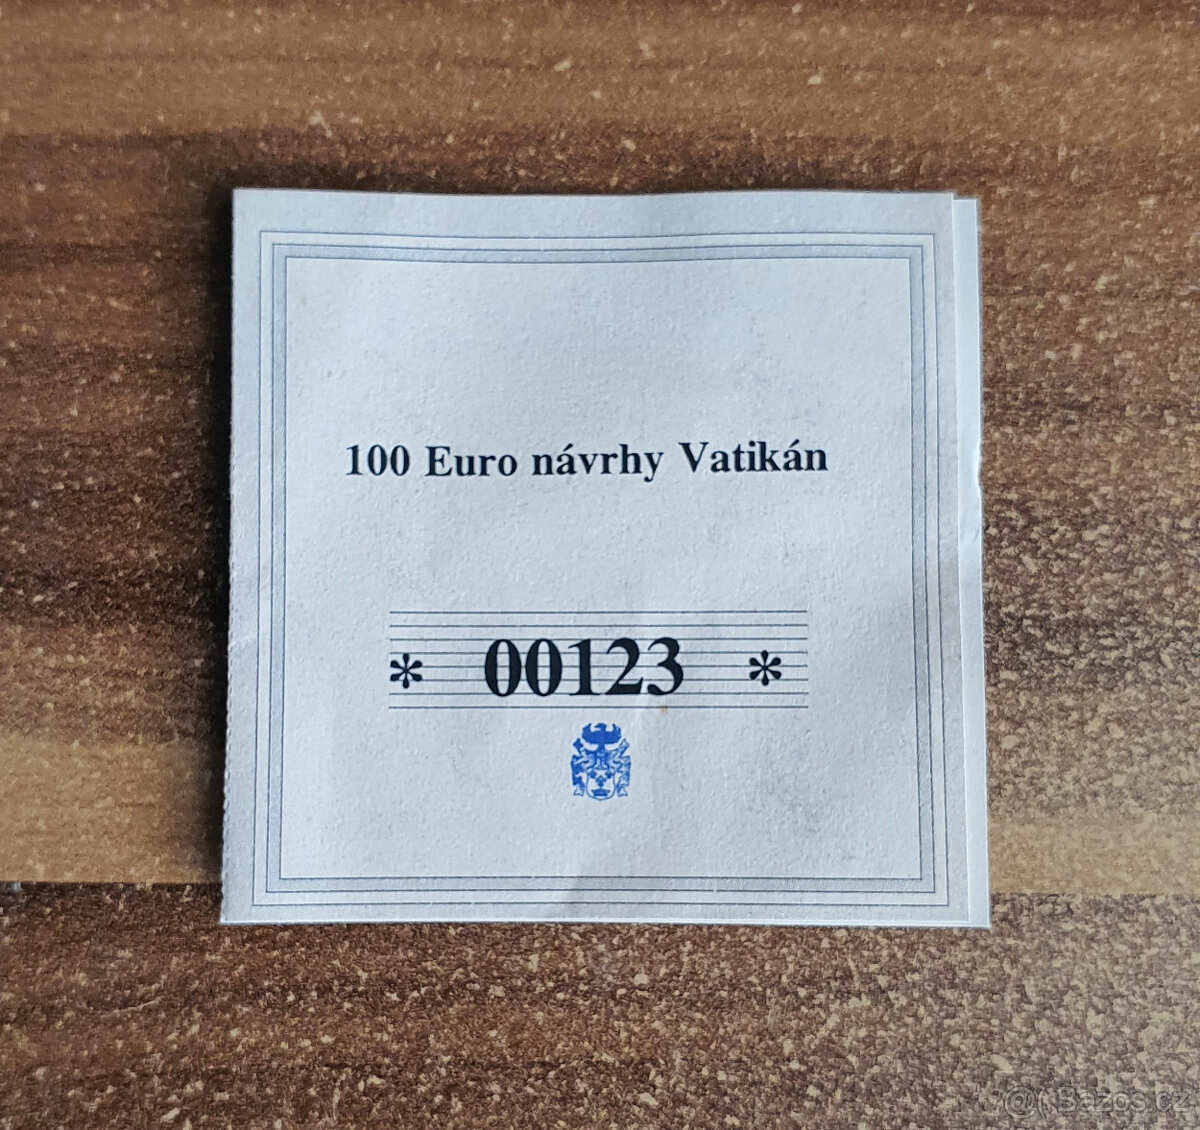 100 Euro návrhy Vatikán
* 00123 *
@( Bazos.cz